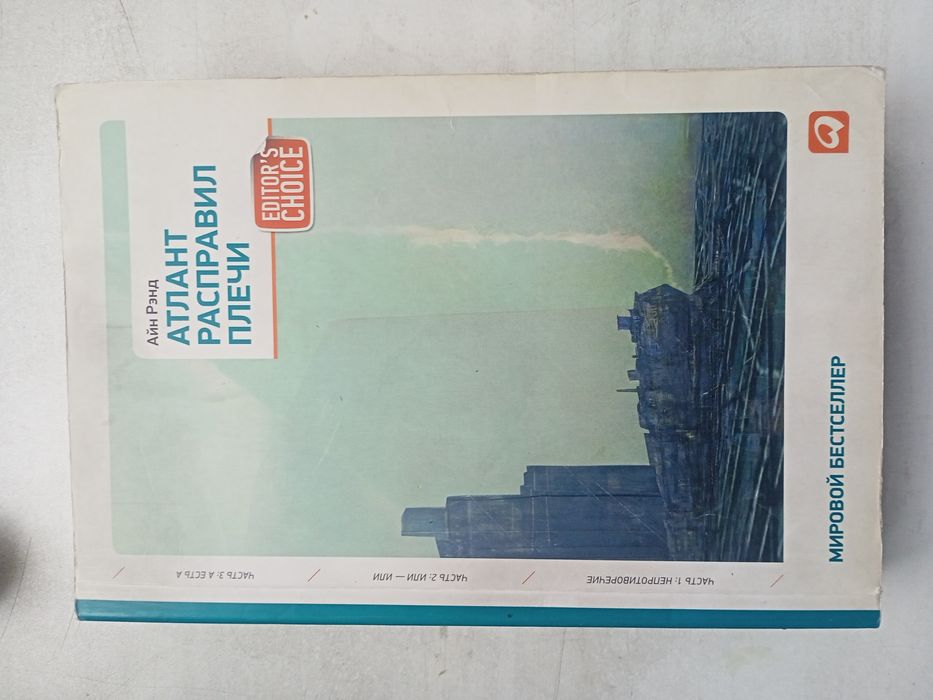 Айн Рэнд
АТЛАНТ
РАСПРАВИЛ
ПЛЕЧИ
EDITOR'S
CHOICE
МИРОВОЙ БЕСТСЕЛЛЕР
ЧАСТЬ 1: НЕПРОТИВОРЕЧИЕ
ЧАСТЬ 2: ИЛИ — ИЛИ
ЧАСТЬ 3: А ЕСТЬ А